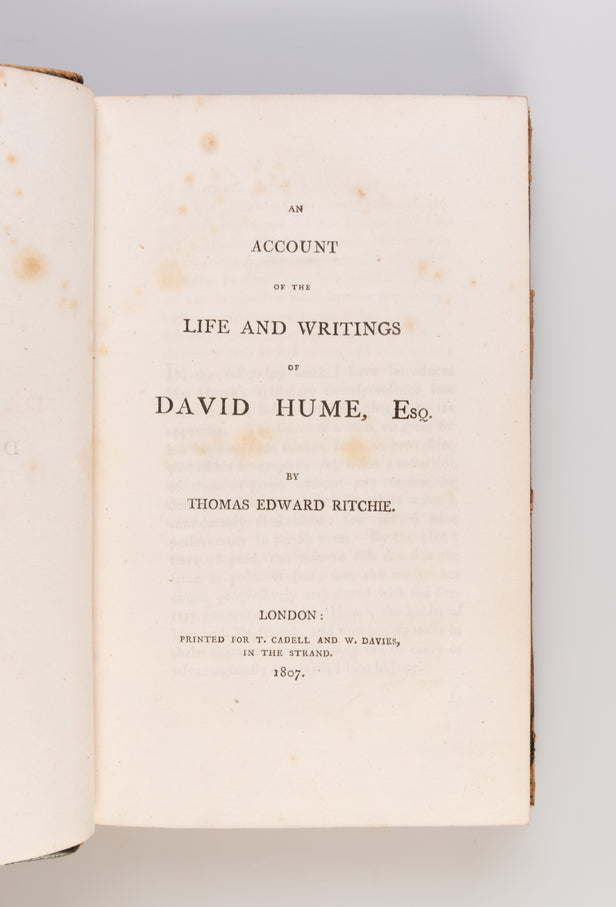 AN
ACCOUNT
OF THE
LIFE AND WRITINGS
OF
DAVID HUME, Esq.
BY
THOMAS EDWARD RITCHIE.
LONDON:
PRINTED FOR T. CADELL AND W. DAVIES,
IN THE STRAND.
1807.